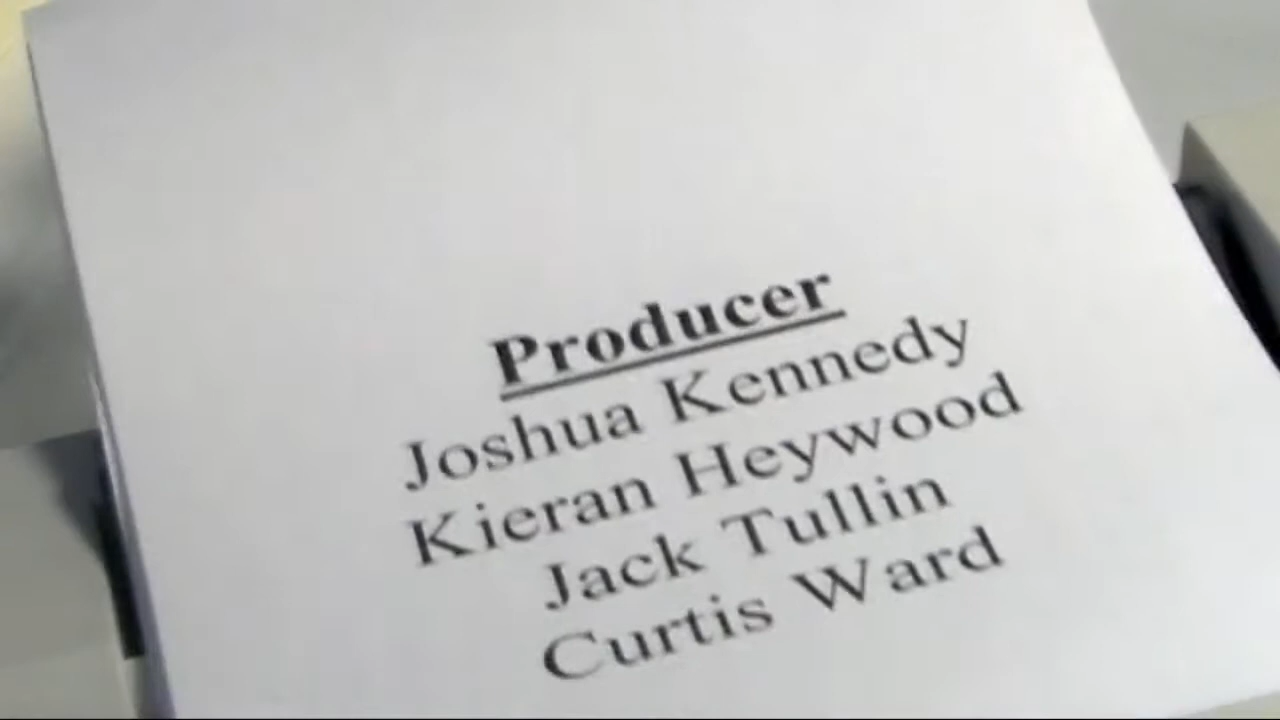 Producer
Joshua Kennedy
Kieran Heywood
Jack Tullin
Curtis Ward